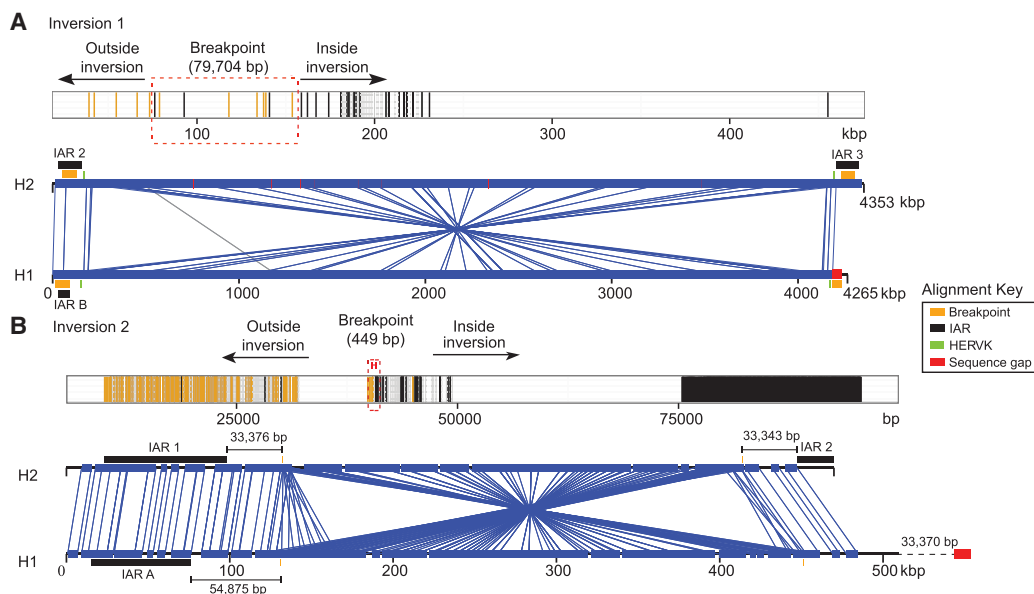 A
Inversion 1
Outside
inversion
Breakpoint
(79,704 bp)
Inside
inversion
100
200
300
400
kbp
IAR 2
IAR 3
H2
4353 kbp
H1
0
1000
2000
3000
4000
4265 kbp
IAR B
Alignment Key
Breakpoint
IAR
HERVK
Sequence gap
B
Inversion 2
Outside
inversion
Breakpoint
(449 bp)
Inside
inversion
H
25000
50000
75000
bp
IAR 1
33,376 bp
33,343 bp
IAR 2
H2
H1
33,370 bp
0
100
200
300
400
500 kbp
IAR A
54,875 bp